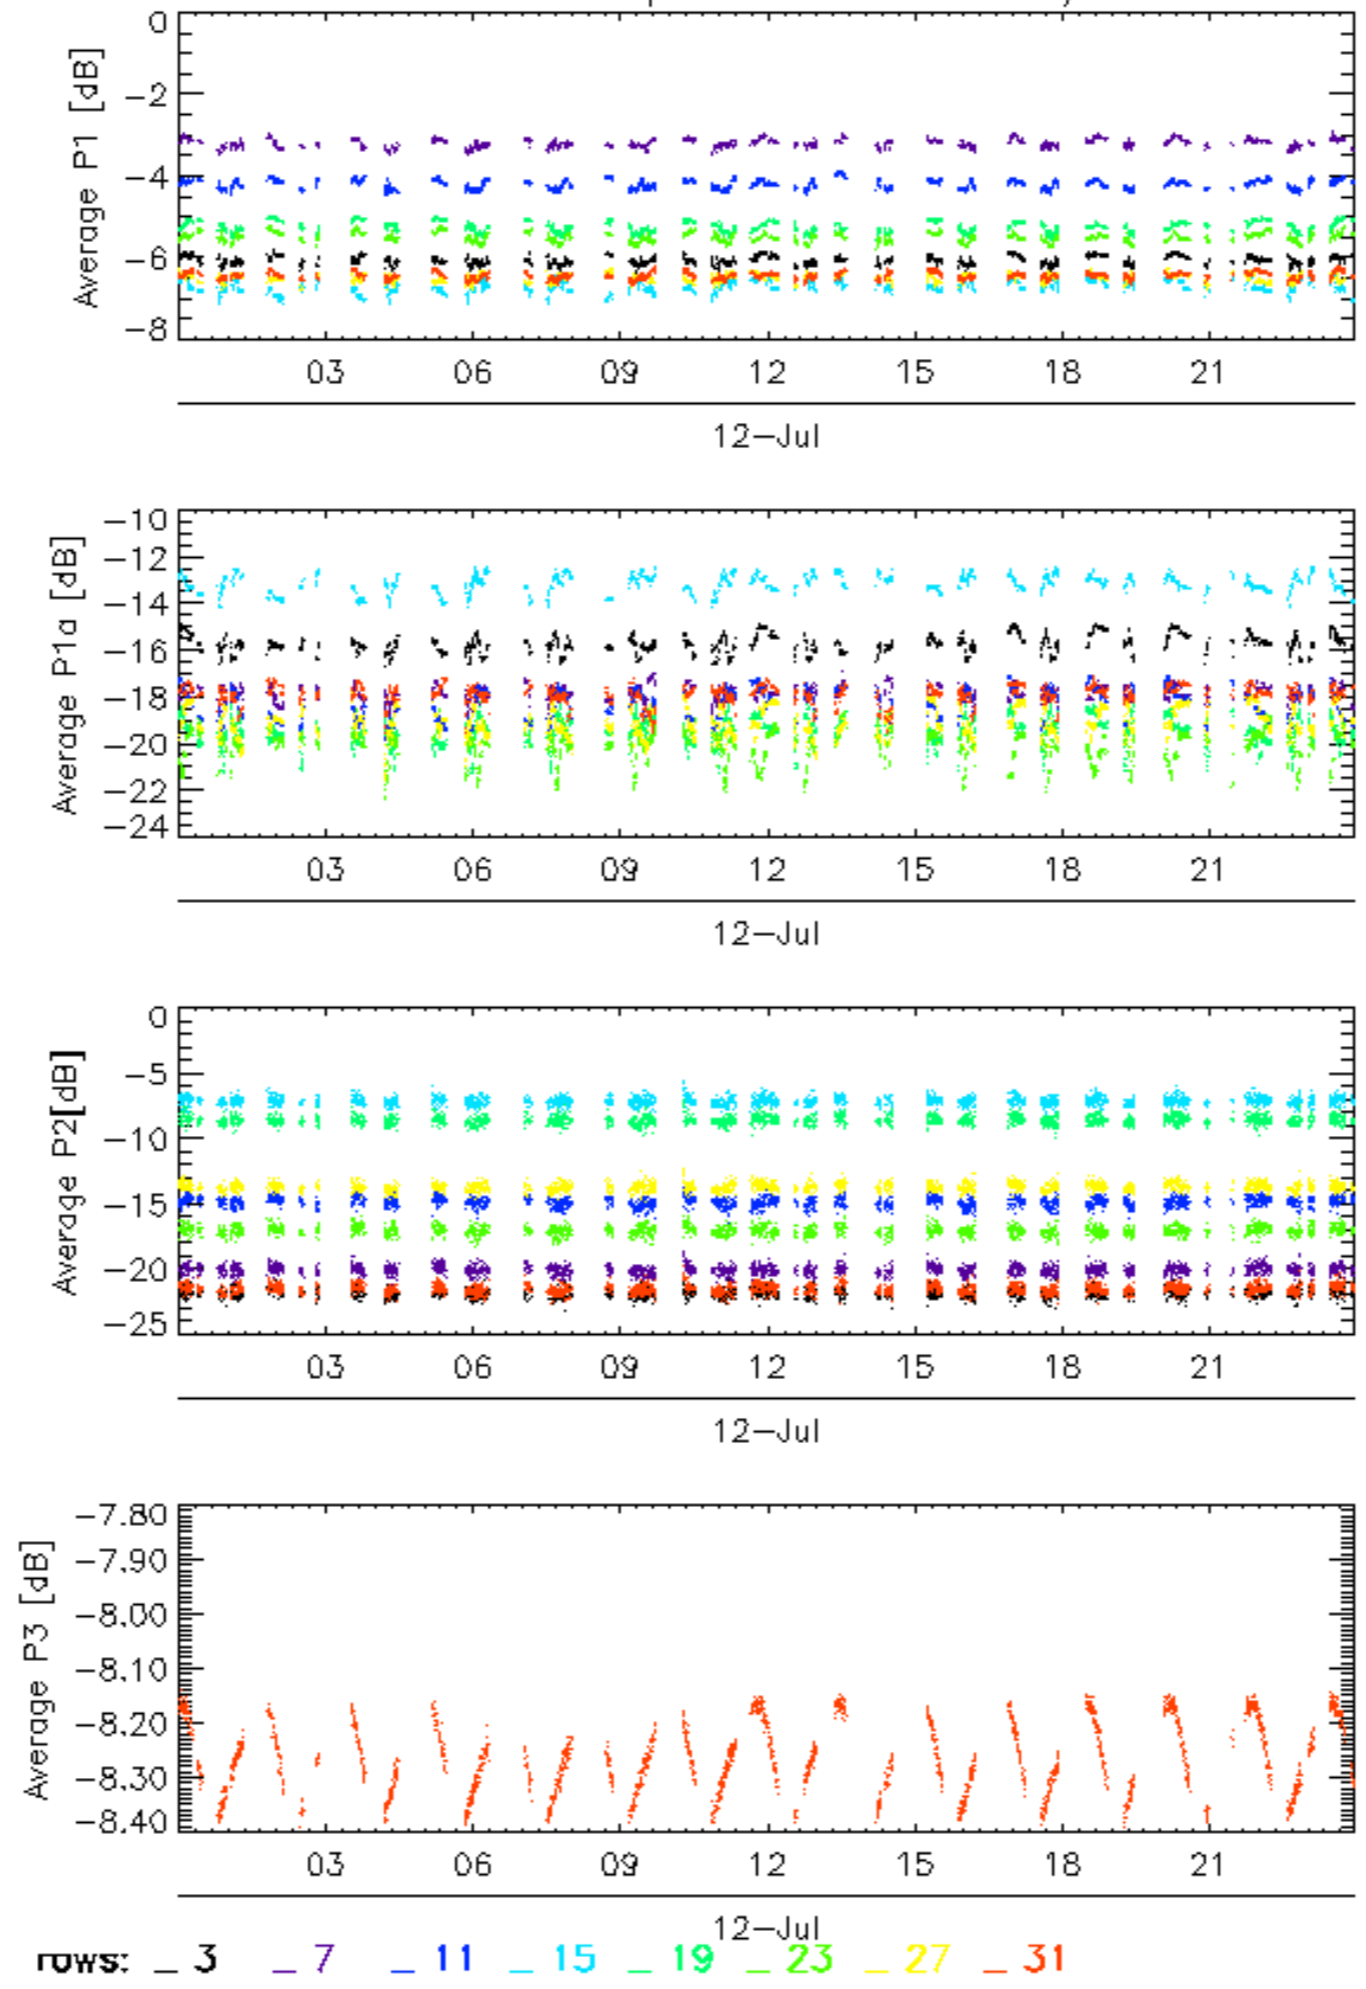 0
-2
-4
-6
-8
Average P1 [dB]
03 06 09 12 15 18 21
12-Jul
-10
-12
-14
-16
-18
-20
-22
-24
Average P1a [dB]
03 06 09 12 15 18 21
12-Jul
0
-5
-10
-15
-20
-25
Average P2[dB]
03 06 09 12 15 18 21
12-Jul
-7.80
-7.90
-8.00
-8.10
-8.20
-8.30
-8.40
Average P3 [dB]
03 06 09 12 15 18 21
12-Jul
rows: _ 3 _ 7 _ 11 _ 15 _ 19 _ 23 _ 27 _ 31